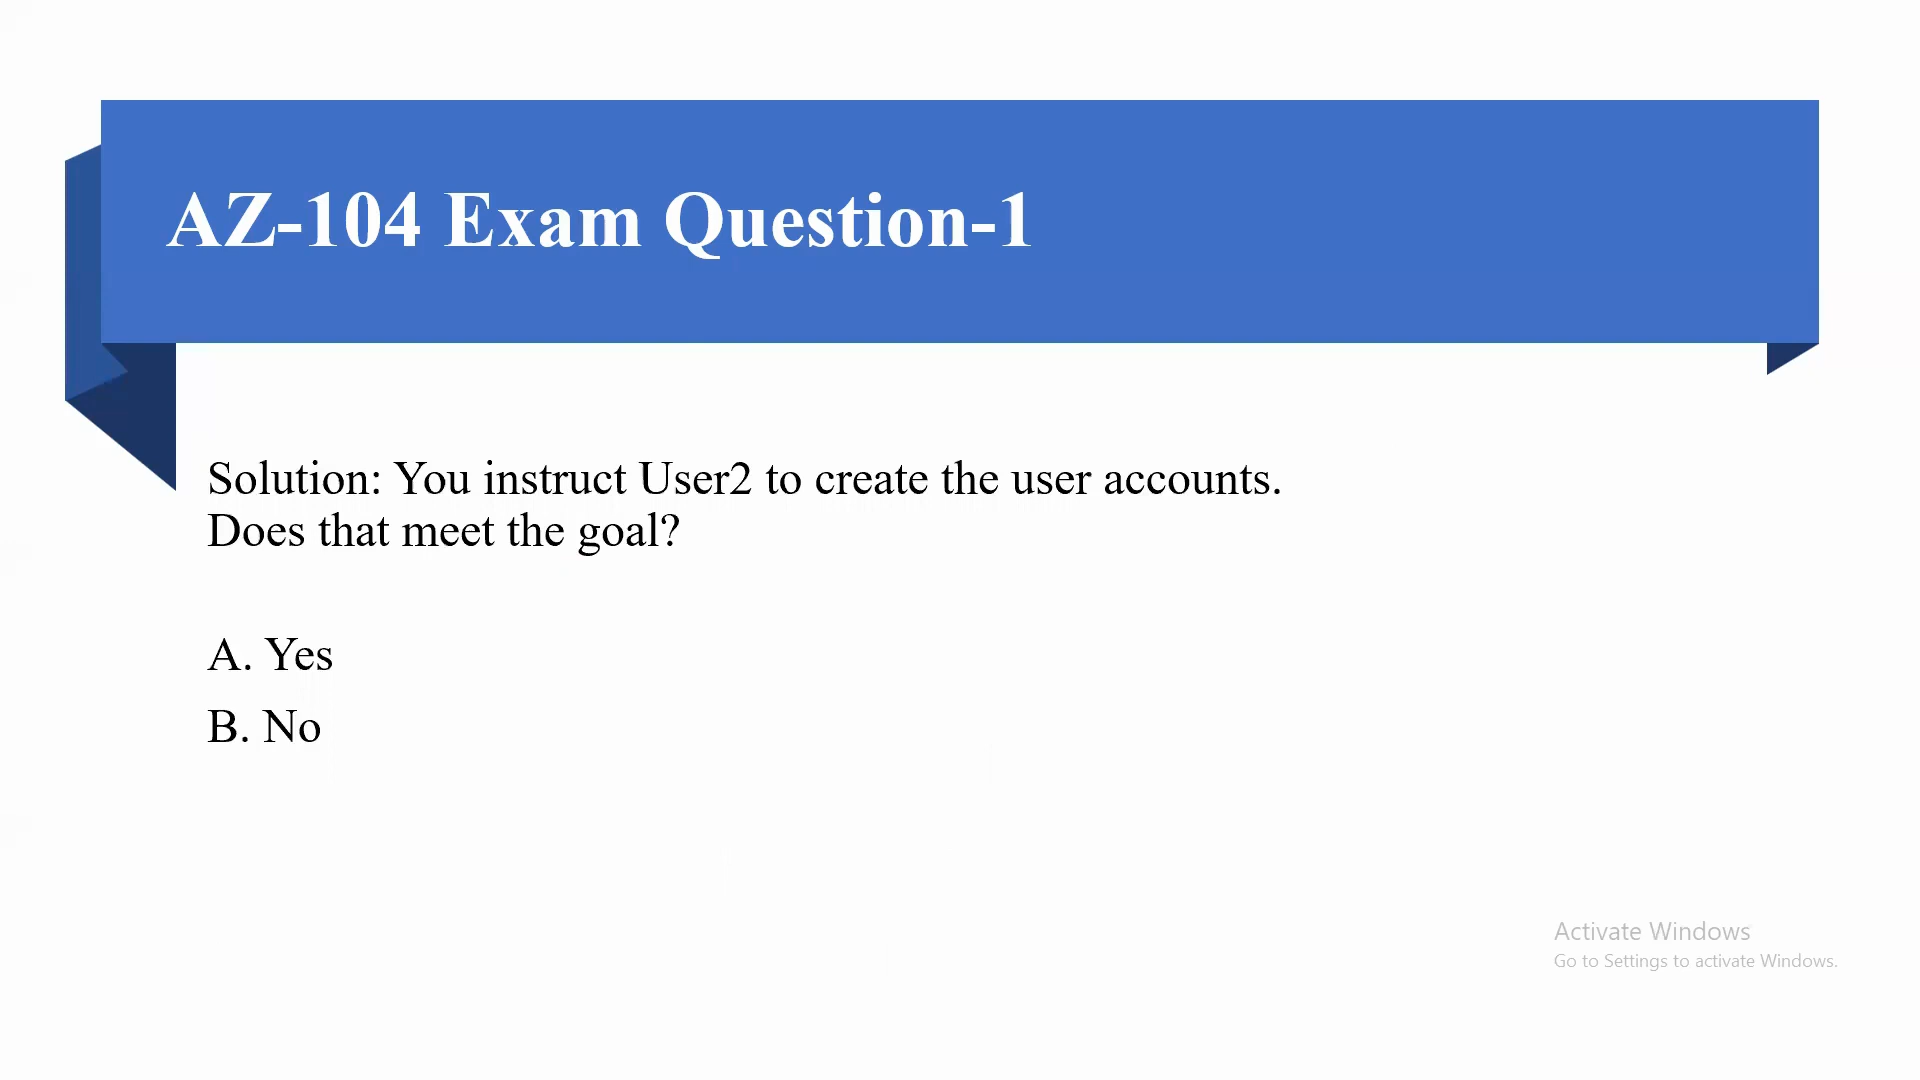 AZ-104 Exam Question-1
Solution: You instruct User2 to create the user accounts.
Does that meet the goal?
A. Yes
B. No
Activate Windows
Go to Settings to activate Windows.